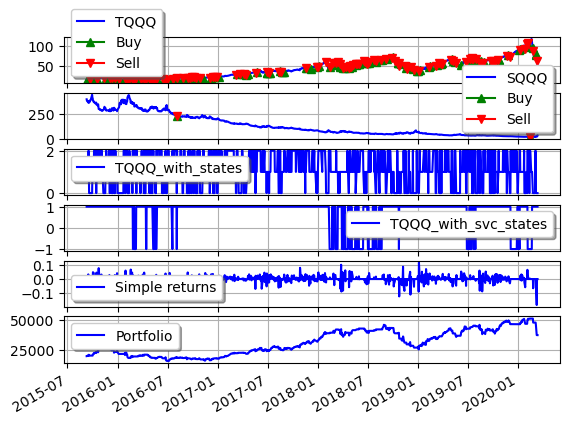 TQQQ
Buy
Sell
100
50
SQQQ
Buy
Sell
250
0
2
TQQQ_with_states
0
1
TQQQ_with_svc_states
0
−1
0.1
0.0
Simple returns
−0.1
50000
Portfolio
25000
2015-07 2016-01 2016-07 2017-01 2017-07 2018-01 2018-07 2019-01 2019-07 2020-01